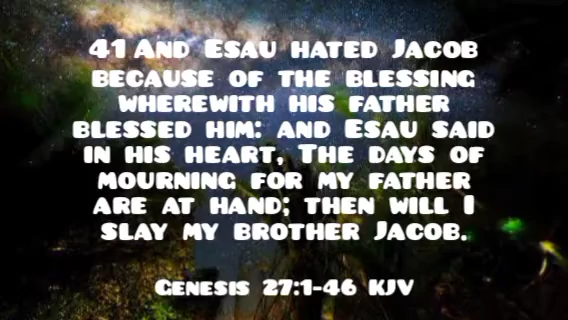 41 And Esau hated Jacob
because of the blessing
wherewith his father
blessed him: and Esau said
in his heart, The days of
mourning for my father
are at hand; then will I
slay my brother Jacob.
Genesis 27:1-46 KJV